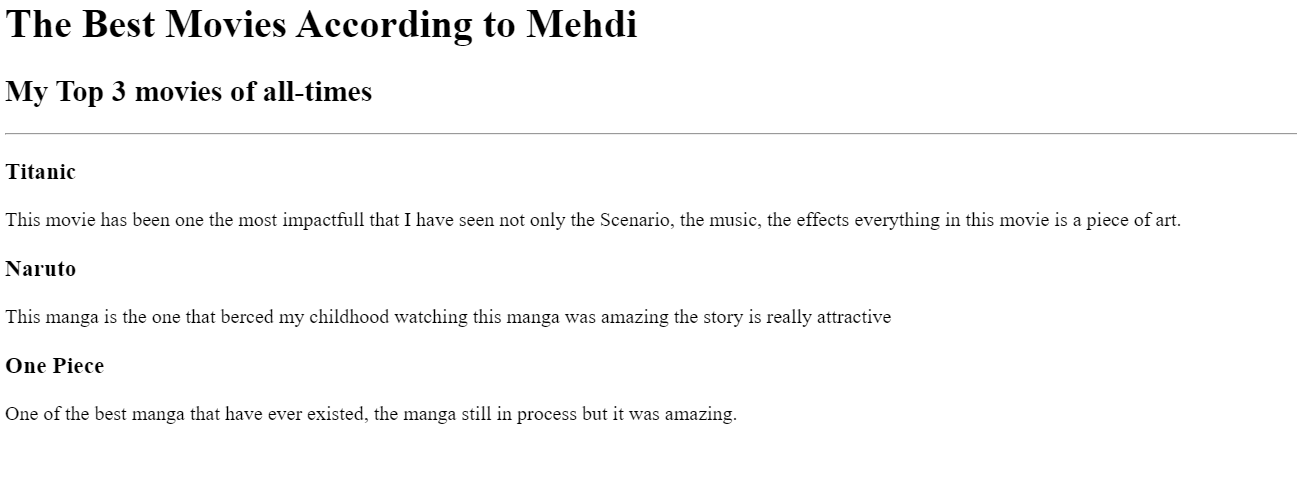 The Best Movies According to Mehdi
My Top 3 movies of all-times
Titanic
This movie has been one the most impactfull that I have seen not only the Scenario, the music, the effects everything in this movie is a piece of art.
Naruto
This manga is the one that berced my childhood watching this manga was amazing the story is really attractive
One Piece
One of the best manga that have ever existed, the manga still in process but it was amazing.